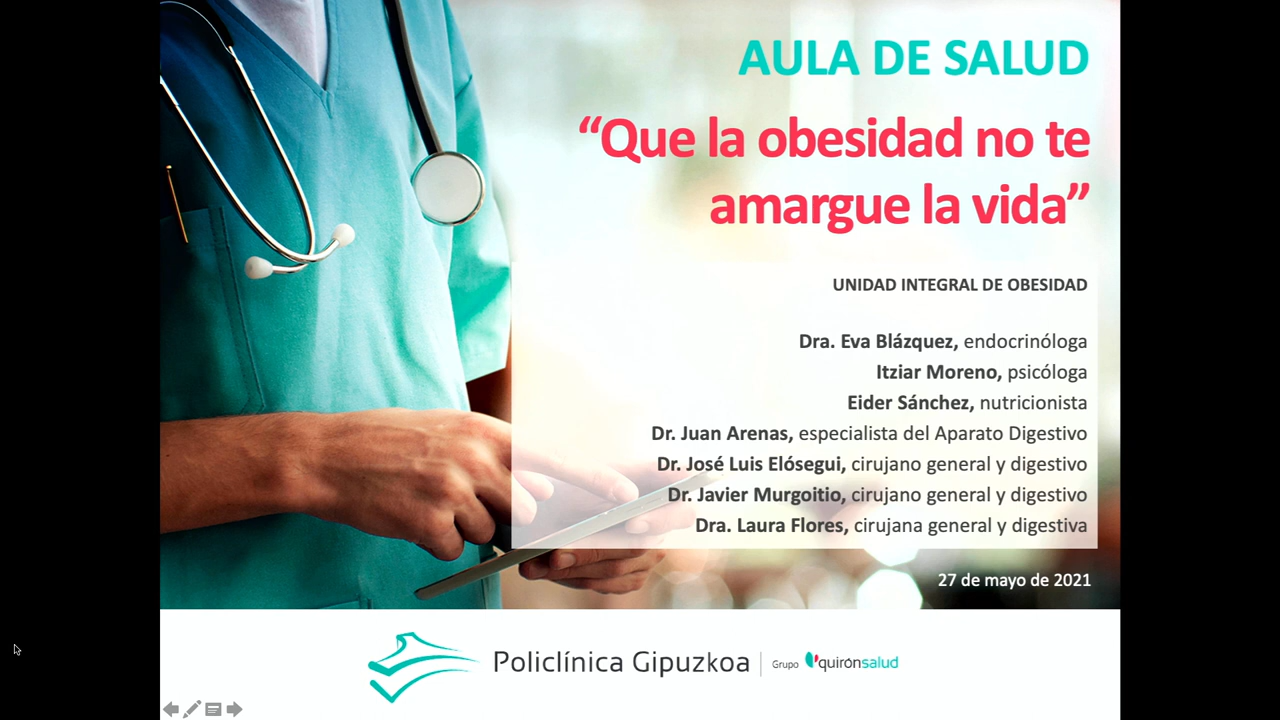 AULA DE SALUD
“Que la obesidad no te
amargue la vida”
UNIDAD INTEGRAL DE OBESIDAD
Dra. Eva Blázquez, endocrinóloga
Itziar Moreno, psicóloga
Eider Sánchez, nutricionista
Dr. Juan Arenas, especialista del Aparato Digestivo
Dr. José Luis Elósegui, cirujano general y digestivo
Dr. Javier Murgoitio, cirujano general y digestivo
Dra. Laura Flores, cirujana general y digestiva
27 de mayo de 2021
Policlínica Gipuzkoa
Grupo quirónsalud